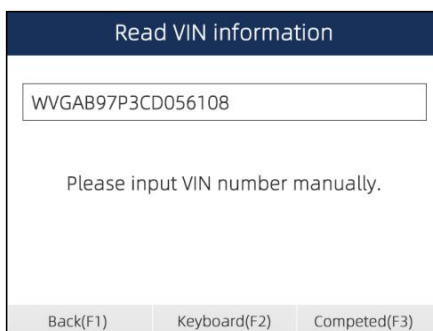 Read VIN information
WVGAB97P3CD056108
Please input VIN number manually.
Back(F1) Keyboard(F2) Competed(F3)